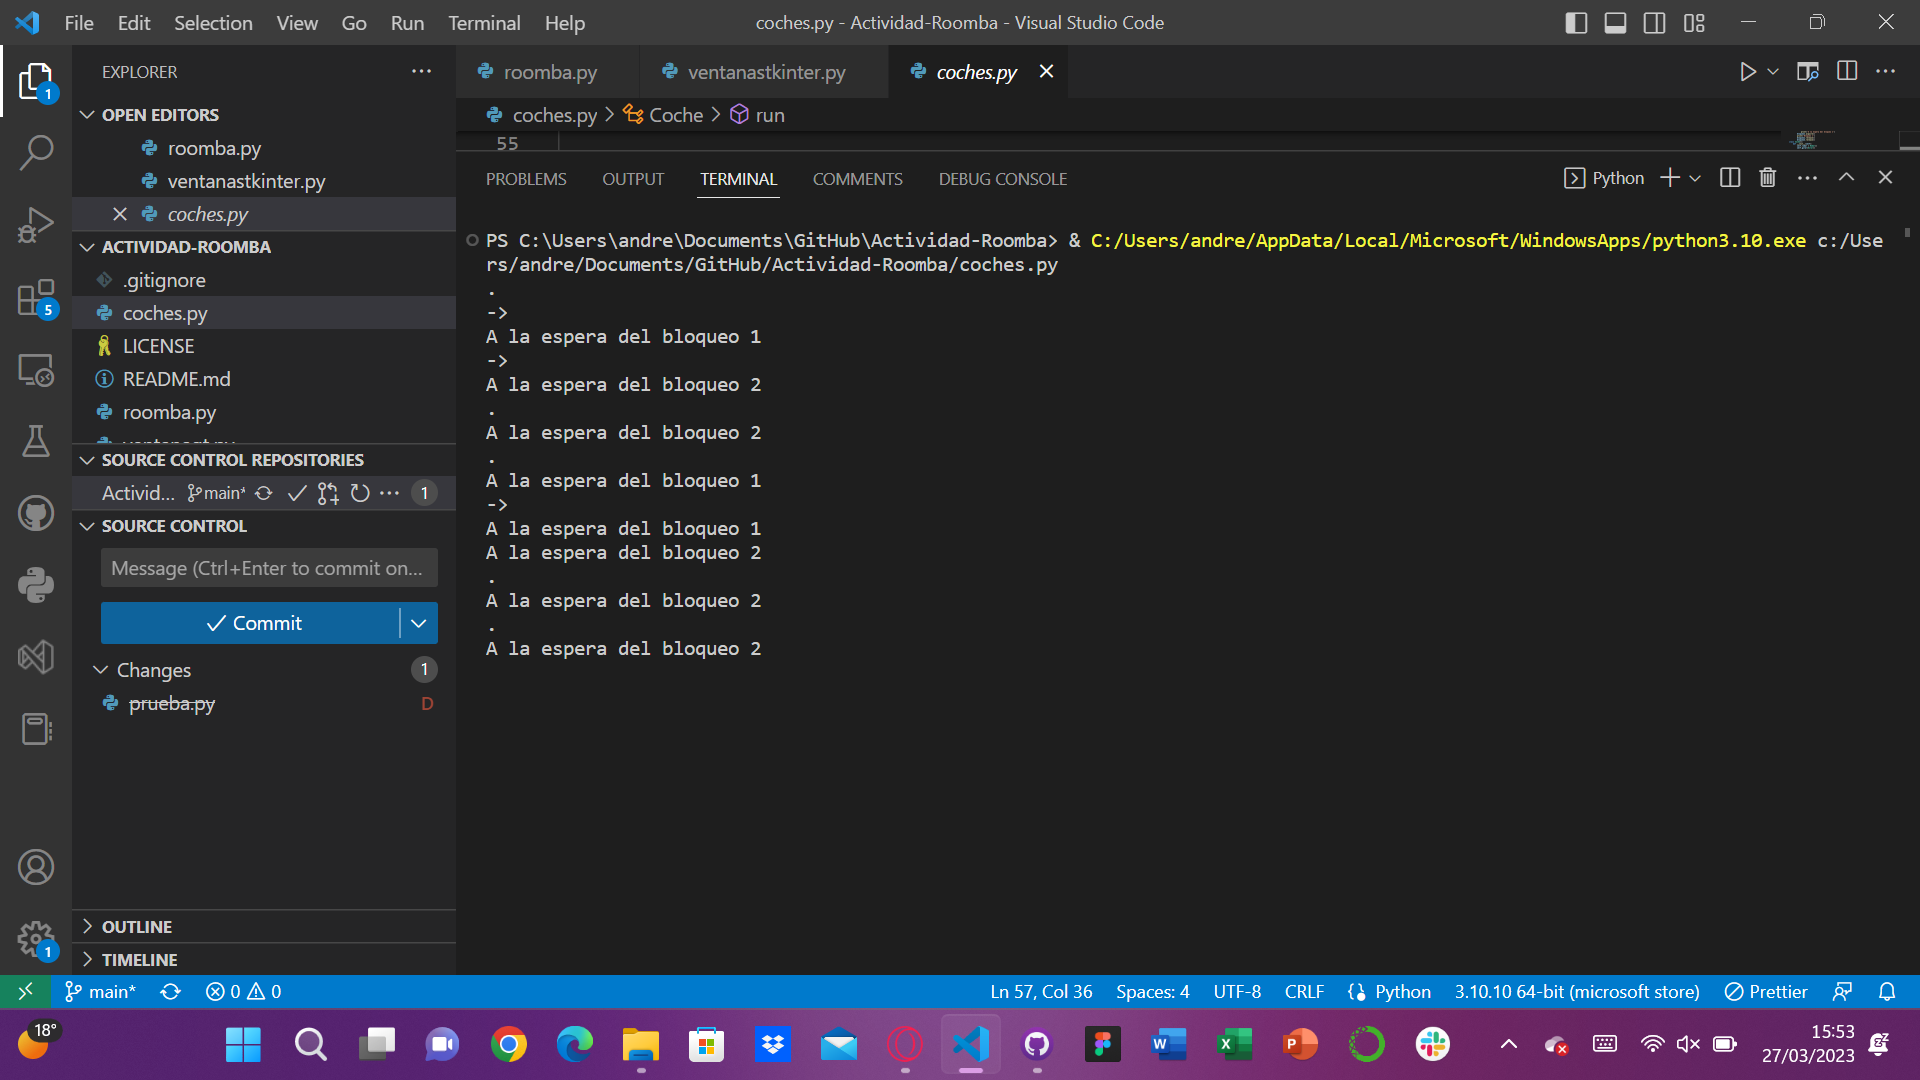 File Edit Selection View Go Run Terminal Help
coches.py - Actividad-Roomba - Visual Studio Code
EXPLORER
OPEN EDITORS
roomba.py
ventanastkinter.py
coches.py
ACTIVIDAD-ROOMBA
.gitignore
coches.py
LICENSE
README.md
roomba.py
SOURCE CONTROL REPOSITORIES
Activid... main* 1
SOURCE CONTROL
Message (Ctrl+Enter to commit on...
Commit
Changes 1
prueba.py D
OUTLINE
TIMELINE
1
5
1
roomba.py ventanastkinter.py coches.py
coches.py > Coche > run
55
PROBLEMS OUTPUT TERMINAL COMMENTS DEBUG CONSOLE
Python
PS C:\Users\andre\Documents\GitHub\Actividad-Roomba> & C:/Users/andre/AppData/Local/Microsoft/WindowsApps/python3.10.exe c:/Use
rs/andre/Documents/GitHub/Actividad-Roomba/coches.py
.
->
A la espera del bloqueo 1
->
A la espera del bloqueo 2
.
A la espera del bloqueo 2
.
A la espera del bloqueo 1
->
A la espera del bloqueo 1
A la espera del bloqueo 2
.
A la espera del bloqueo 2
.
A la espera del bloqueo 2
main* 0 0
Ln 57, Col 36 Spaces: 4 UTF-8 CRLF Python 3.10.10 64-bit (microsoft store) Prettier
18°
15:53
27/03/2023